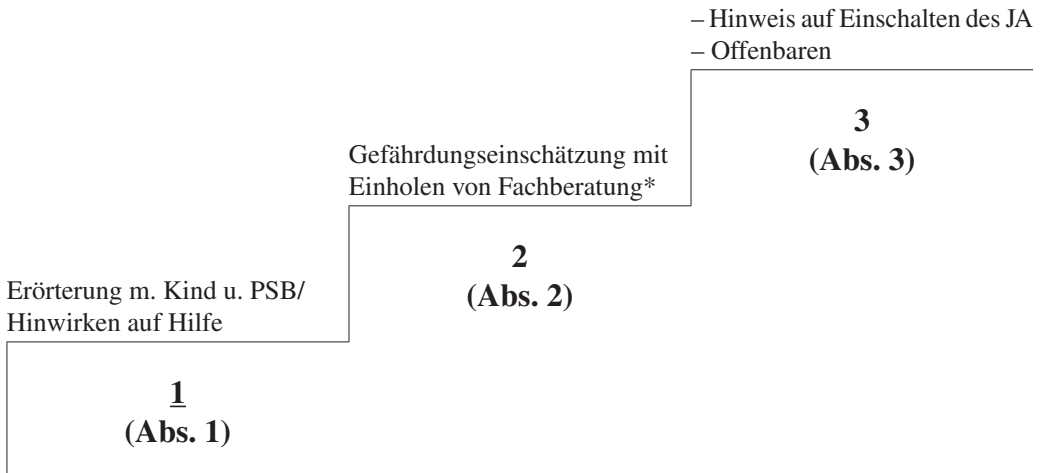 – Hinweis auf Einschalten des JA
– Offenbaren
3
(Abs. 3)
Gefährdungseinschätzung mit
Einholen von Fachberatung*
2
(Abs. 2)
Erörterung m. Kind u. PSB/
Hinwirken auf Hilfe
1
(Abs. 1)